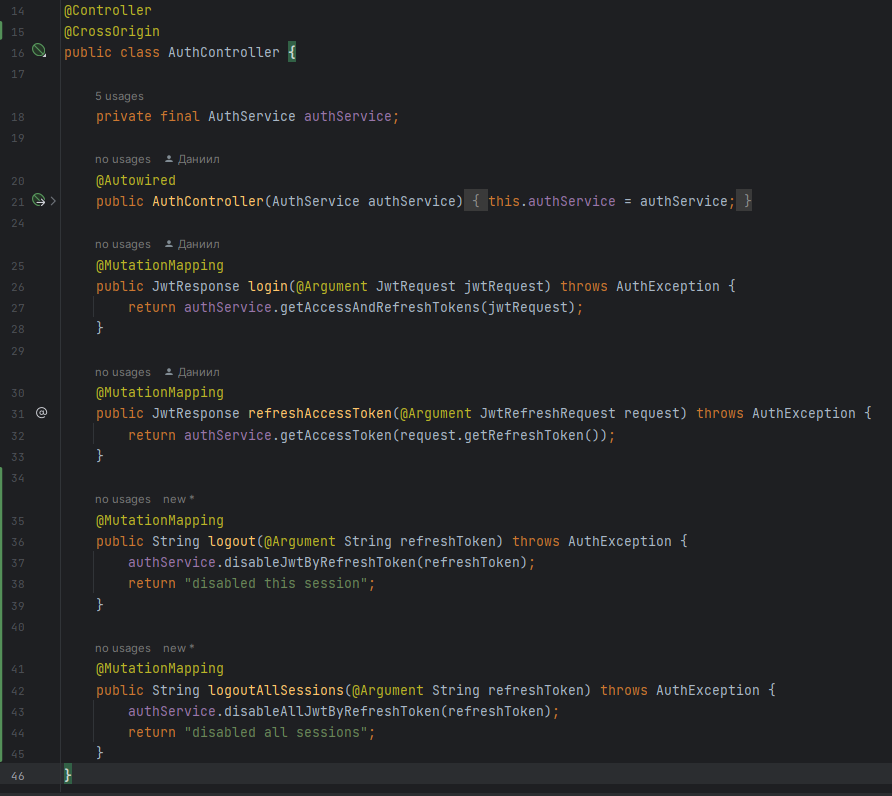 14 @Controller
15 @CrossOrigin
16 public class AuthController {
17
5 usages
18 private final AuthService authService;
19
no usages Даниил
20 @Autowired
21 public AuthController(AuthService authService) { this.authService = authService; }
24
no usages Даниил
25 @MutationMapping
26 public JwtResponse login(@Argument JwtRequest jwtRequest) throws AuthException {
27 return authService.getAccessAndRefreshTokens(jwtRequest);
28 }
29
no usages Даниил
30 @MutationMapping
31 @ public JwtResponse refreshAccessToken(@Argument JwtRefreshRequest request) throws AuthException {
32 return authService.getAccessToken(request.getRefreshToken());
33 }
34
no usages new *
35 @MutationMapping
36 public String logout(@Argument String refreshToken) throws AuthException {
37 authService.disableJwtByRefreshToken(refreshToken);
38 return "disabled this session";
39 }
40
no usages new *
41 @MutationMapping
42 public String logoutAllSessions(@Argument String refreshToken) throws AuthException {
43 authService.disableAllJwtByRefreshToken(refreshToken);
44 return "disabled all sessions";
45 }
46 }